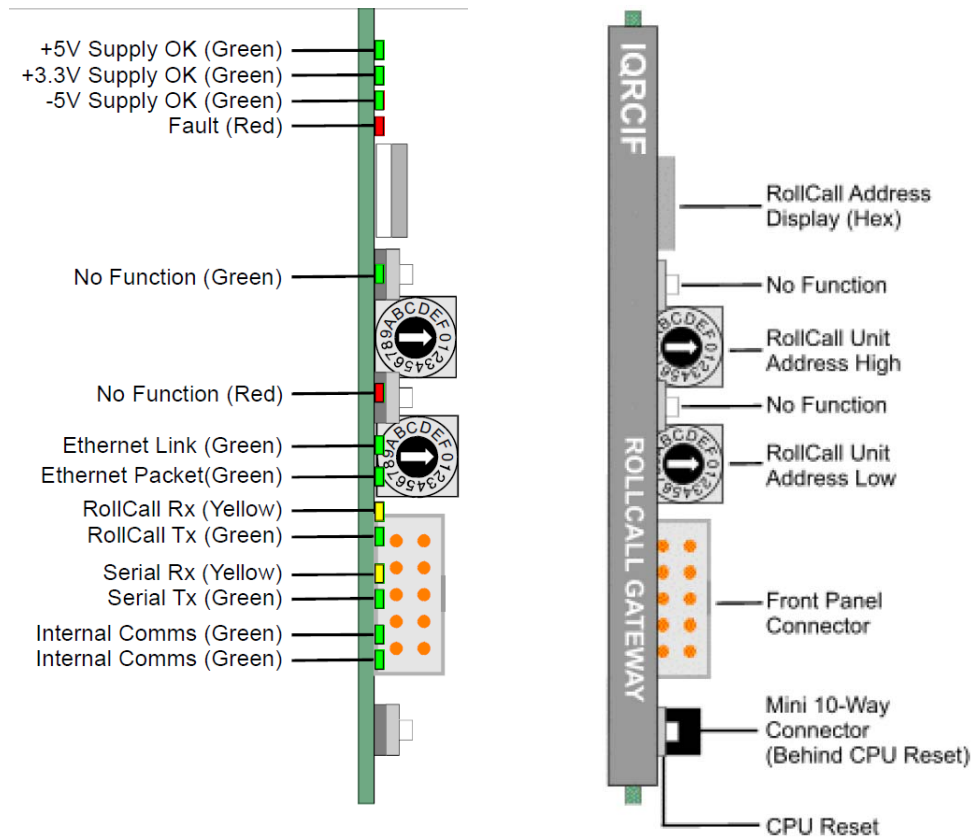 +5V Supply OK (Green)
+3.3V Supply OK (Green)
-5V Supply OK (Green)
Fault (Red)
No Function (Green)
0123456789ABCDEF
No Function (Red)
Ethernet Link (Green)
Ethernet Packet(Green)
0123456789ABCDEF
RollCall Rx (Yellow)
RollCall Tx (Green)
Serial Rx (Yellow)
Serial Tx (Green)
Internal Comms (Green)
Internal Comms (Green)
IQRCIF
ROLLCALL GATEWAY
RollCall Address
Display (Hex)
No Function
0123456789ABCDEF
RollCall Unit
Address High
No Function
0123456789ABCDEF
RollCall Unit
Address Low
Front Panel
Connector
Mini 10-Way
Connector
(Behind CPU Reset)
CPU Reset